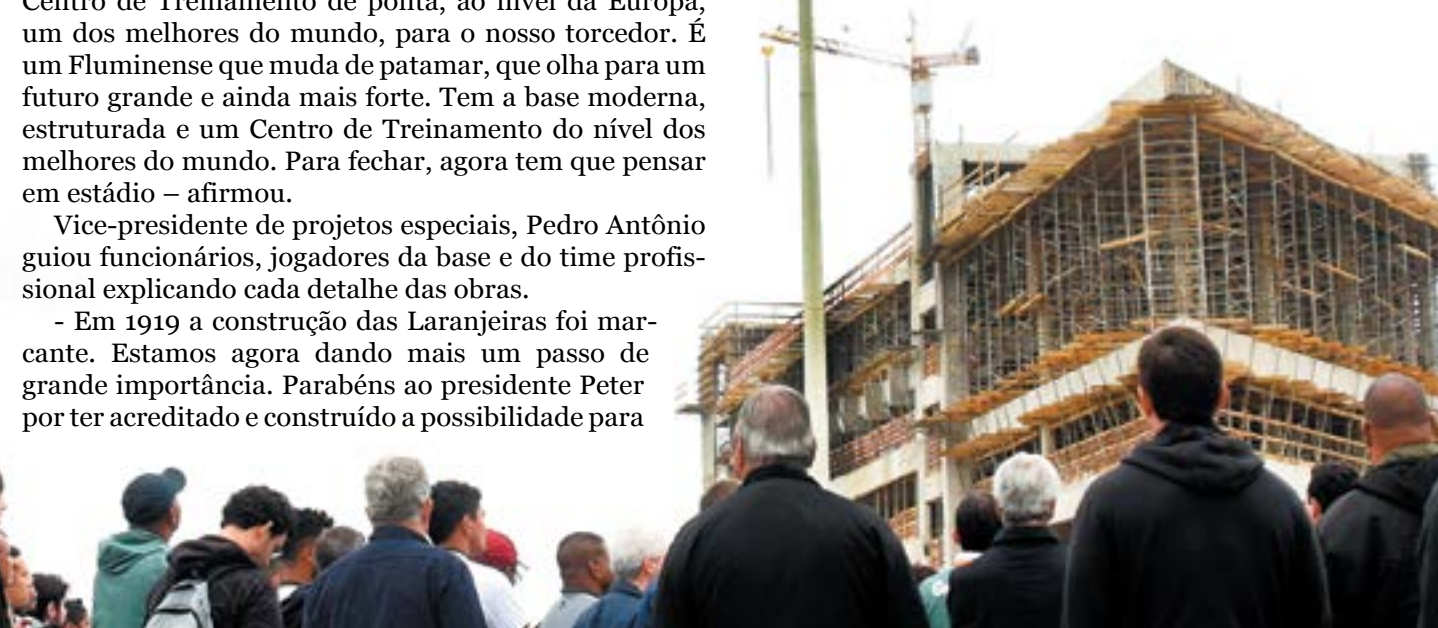 Centro de Treinamento de ponta, ao nível da Europa,
um dos melhores do mundo, para o nosso torcedor. É
um Fluminense que muda de patamar, que olha para um
futuro grande e ainda mais forte. Tem a base moderna,
estruturada e um Centro de Treinamento do nível dos
melhores do mundo. Para fechar, agora tem que pensar
em estádio – afirmou.
Vice-presidente de projetos especiais, Pedro Antônio
guiou funcionários, jogadores da base e do time profis-
sional explicando cada detalhe das obras.
- Em 1919 a construção das Laranjeiras foi mar-
cante. Estamos agora dando mais um passo de
grande importância. Parabéns ao presidente Peter
por ter acreditado e construído a possibilidade para